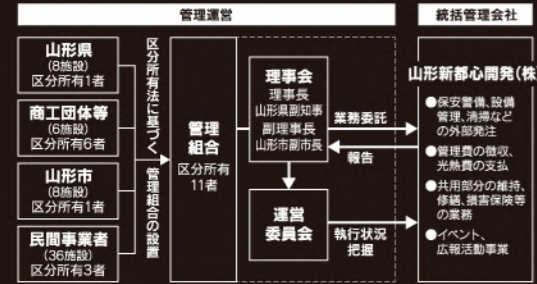 管理運営
統括管理会社
山形県
(8施設)
区分所有1者
商工団体等
(6施設)
区分所有6者
山形市
(8施設)
区分所有1者
民間事業者
(36施設)
区分所有3者
区分所有法に基づく
管理組合の設置
管理
組合
区分所有
11者
理事会
理事長
山形県副知事
副理事長
山形市副市長
運営
委員会
業務委託
報告
執行状況
把握
山形新都心開発(株)
●保安警備、設備
管理、清掃など
の外部発注
●管理費の徴収、
光熱費の支払
●共用部分の維持、
修繕、損害保険等
の業務
●イベント、
広報活動事業